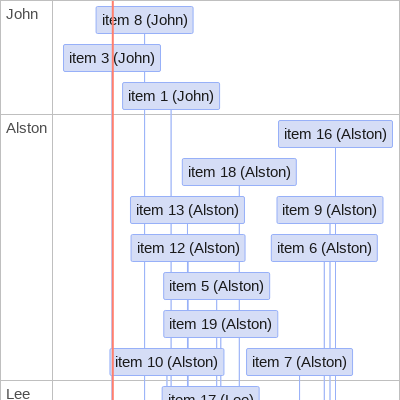 John
item 8 (John)
item 3 (John)
item 1 (John)
Alston
item 16 (Alston)
item 18 (Alston)
item 13 (Alston)
item 9 (Alston)
item 12 (Alston)
item 6 (Alston)
item 5 (Alston)
item 19 (Alston)
item 10 (Alston)
item 7 (Alston)
Lee
item 17 (Lee)